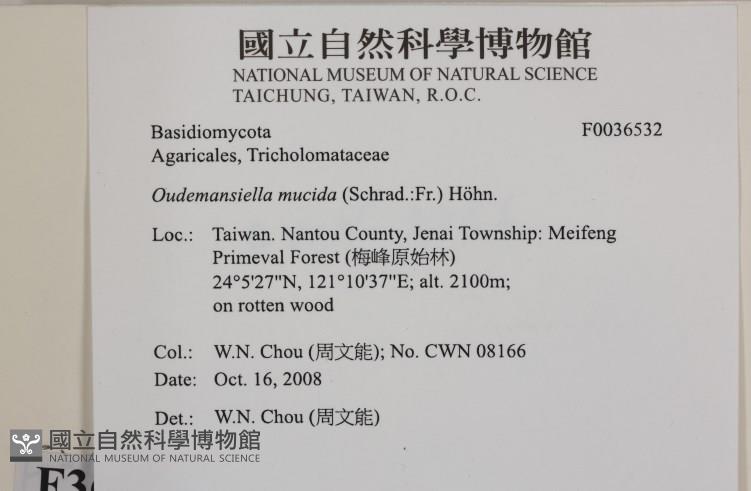 國立自然科學博物館
NATIONAL MUSEUM OF NATURAL SCIENCE
TAICHUNG, TAIWAN, R.O.C.
Basidiomycota F0036532
Agaricales, Tricholomataceae
Oudemansiella mucida (Schrad.:Fr.) Höhn.
Loc.: Taiwan. Nantou County, Jenai Township: Meifeng
Primeval Forest (梅峰原始林)
24°5'27"N, 121°10'37"E; alt. 2100m;
on rotten wood
Col.: W.N. Chou (周文能); No. CWN 08166
Date: Oct. 16, 2008
Det.: W.N. Chou (周文能)
國立自然科學博物館
NATIONAL MUSEUM OF NATURAL SCIENCE